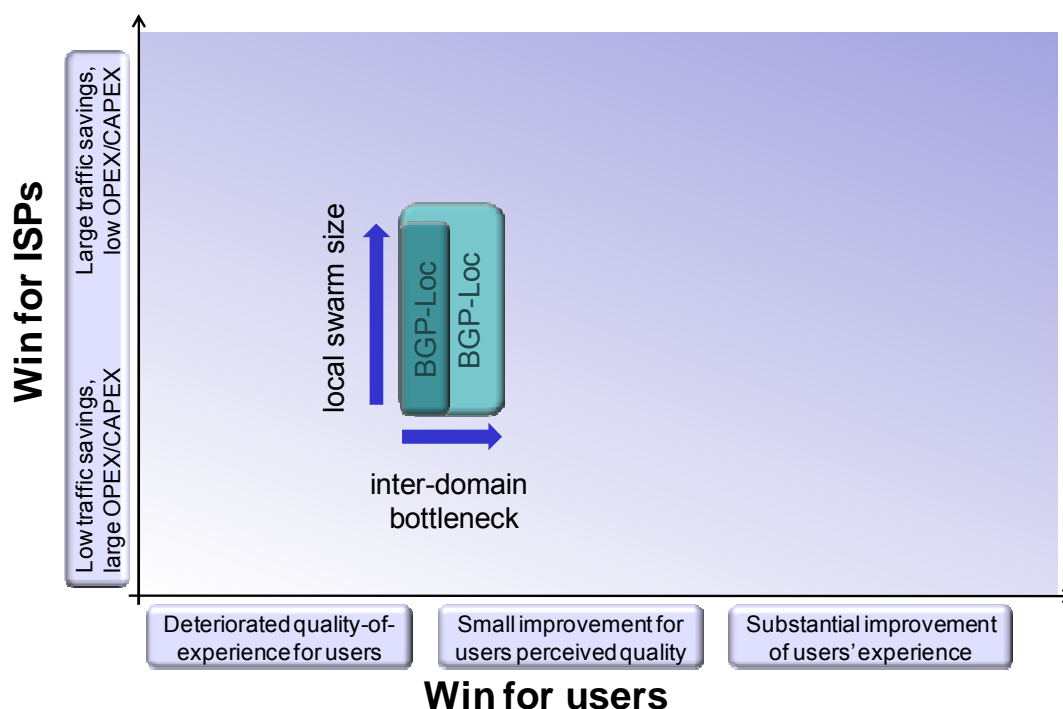 Win for ISPs
Large traffic savings,
low OPEX/CAPEX
Low traffic savings,
large OPEX/CAPEX
local swarm size
BGP-Loc
BGP-Loc
inter-domain
bottleneck
Deteriorated quality-of-
experience for users
Small improvement for
users perceived quality
Substantial improvement
of users' experience
Win for users